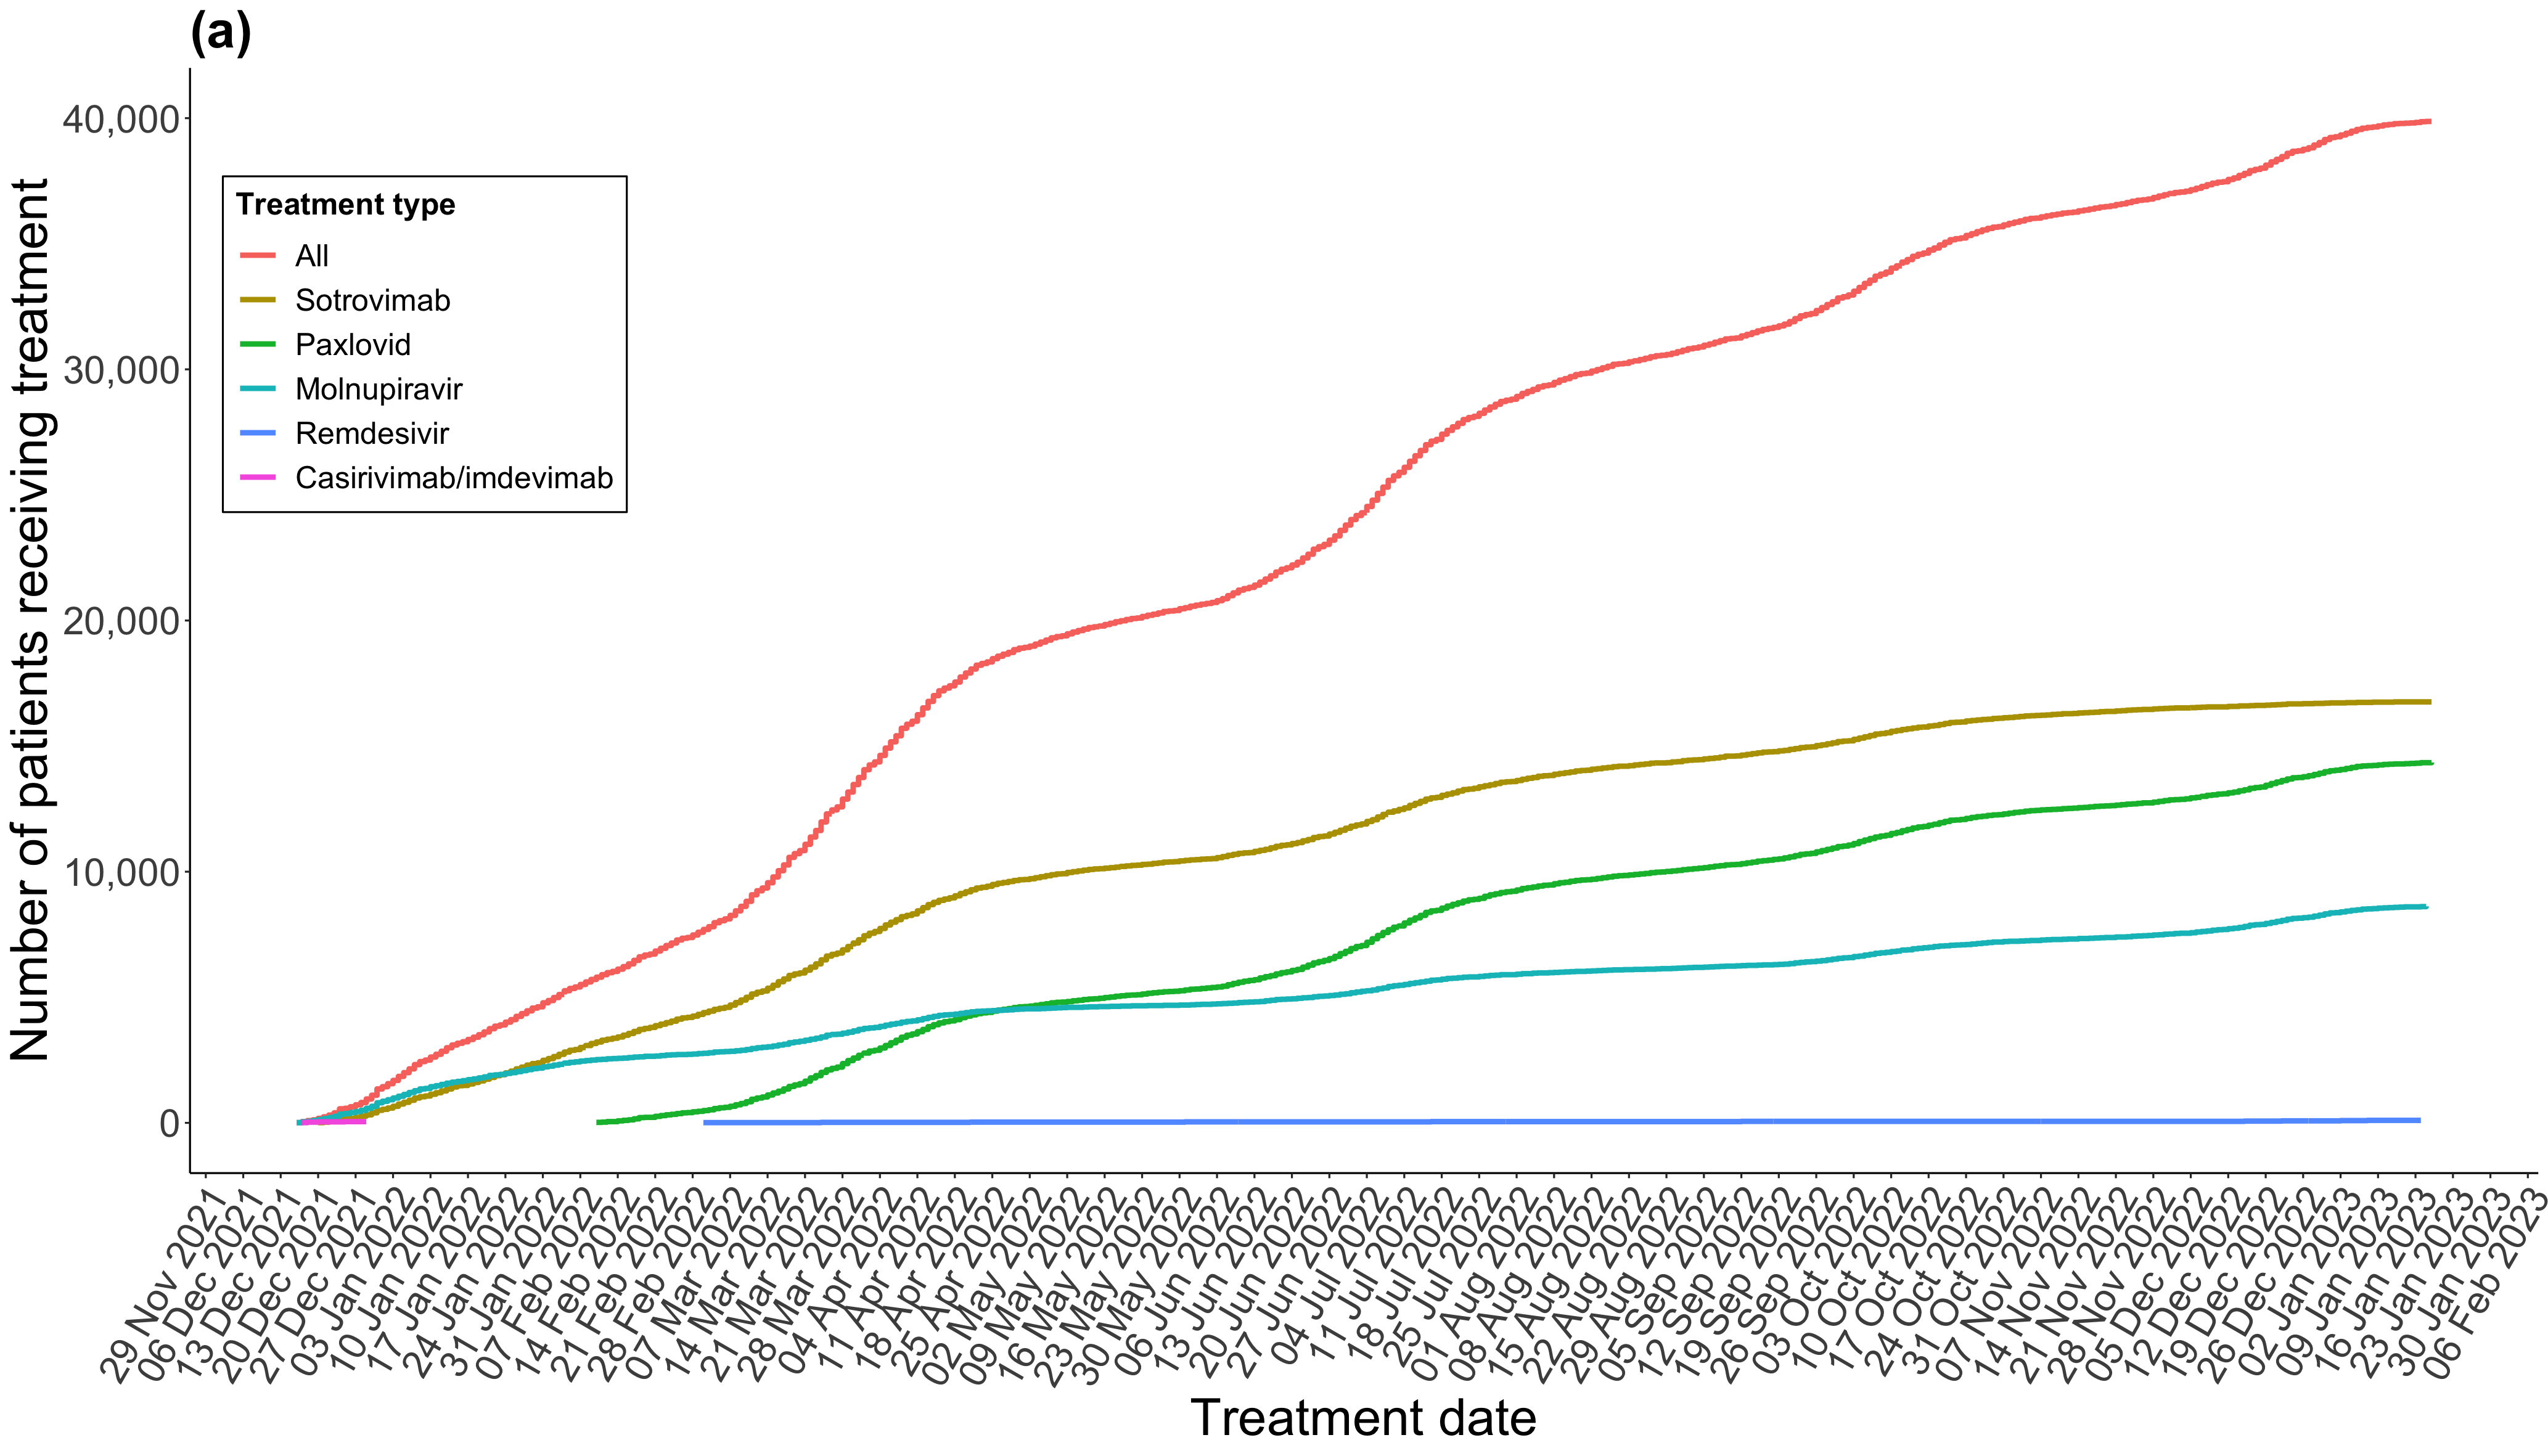 (a)
Number of patients receiving treatment
40,000
30,000
20,000
10,000
0
Treatment type
All
Sotrovimab
Paxlovid
Molnupiravir
Remdesivir
Casirivimab/imdevimab
29 Nov 2021
06 Dec 2021
13 Dec 2021
20 Dec 2021
27 Dec 2021
03 Jan 2022
10 Jan 2022
17 Jan 2022
24 Jan 2022
31 Jan 2022
07 Feb 2022
14 Feb 2022
21 Feb 2022
28 Feb 2022
07 Mar 2022
14 Mar 2022
21 Mar 2022
28 Mar 2022
04 Apr 2022
11 Apr 2022
18 Apr 2022
25 Apr 2022
02 May 2022
09 May 2022
16 May 2022
23 May 2022
30 May 2022
06 Jun 2022
13 Jun 2022
20 Jun 2022
27 Jun 2022
04 Jul 2022
11 Jul 2022
18 Jul 2022
25 Jul 2022
01 Aug 2022
08 Aug 2022
15 Aug 2022
22 Aug 2022
29 Aug 2022
05 Sep 2022
12 Sep 2022
19 Sep 2022
26 Sep 2022
03 Oct 2022
10 Oct 2022
17 Oct 2022
24 Oct 2022
31 Oct 2022
07 Nov 2022
14 Nov 2022
21 Nov 2022
28 Nov 2022
05 Dec 2022
12 Dec 2022
19 Dec 2022
26 Dec 2022
02 Jan 2023
09 Jan 2023
16 Jan 2023
23 Jan 2023
30 Jan 2023
06 Feb 2023
Treatment date